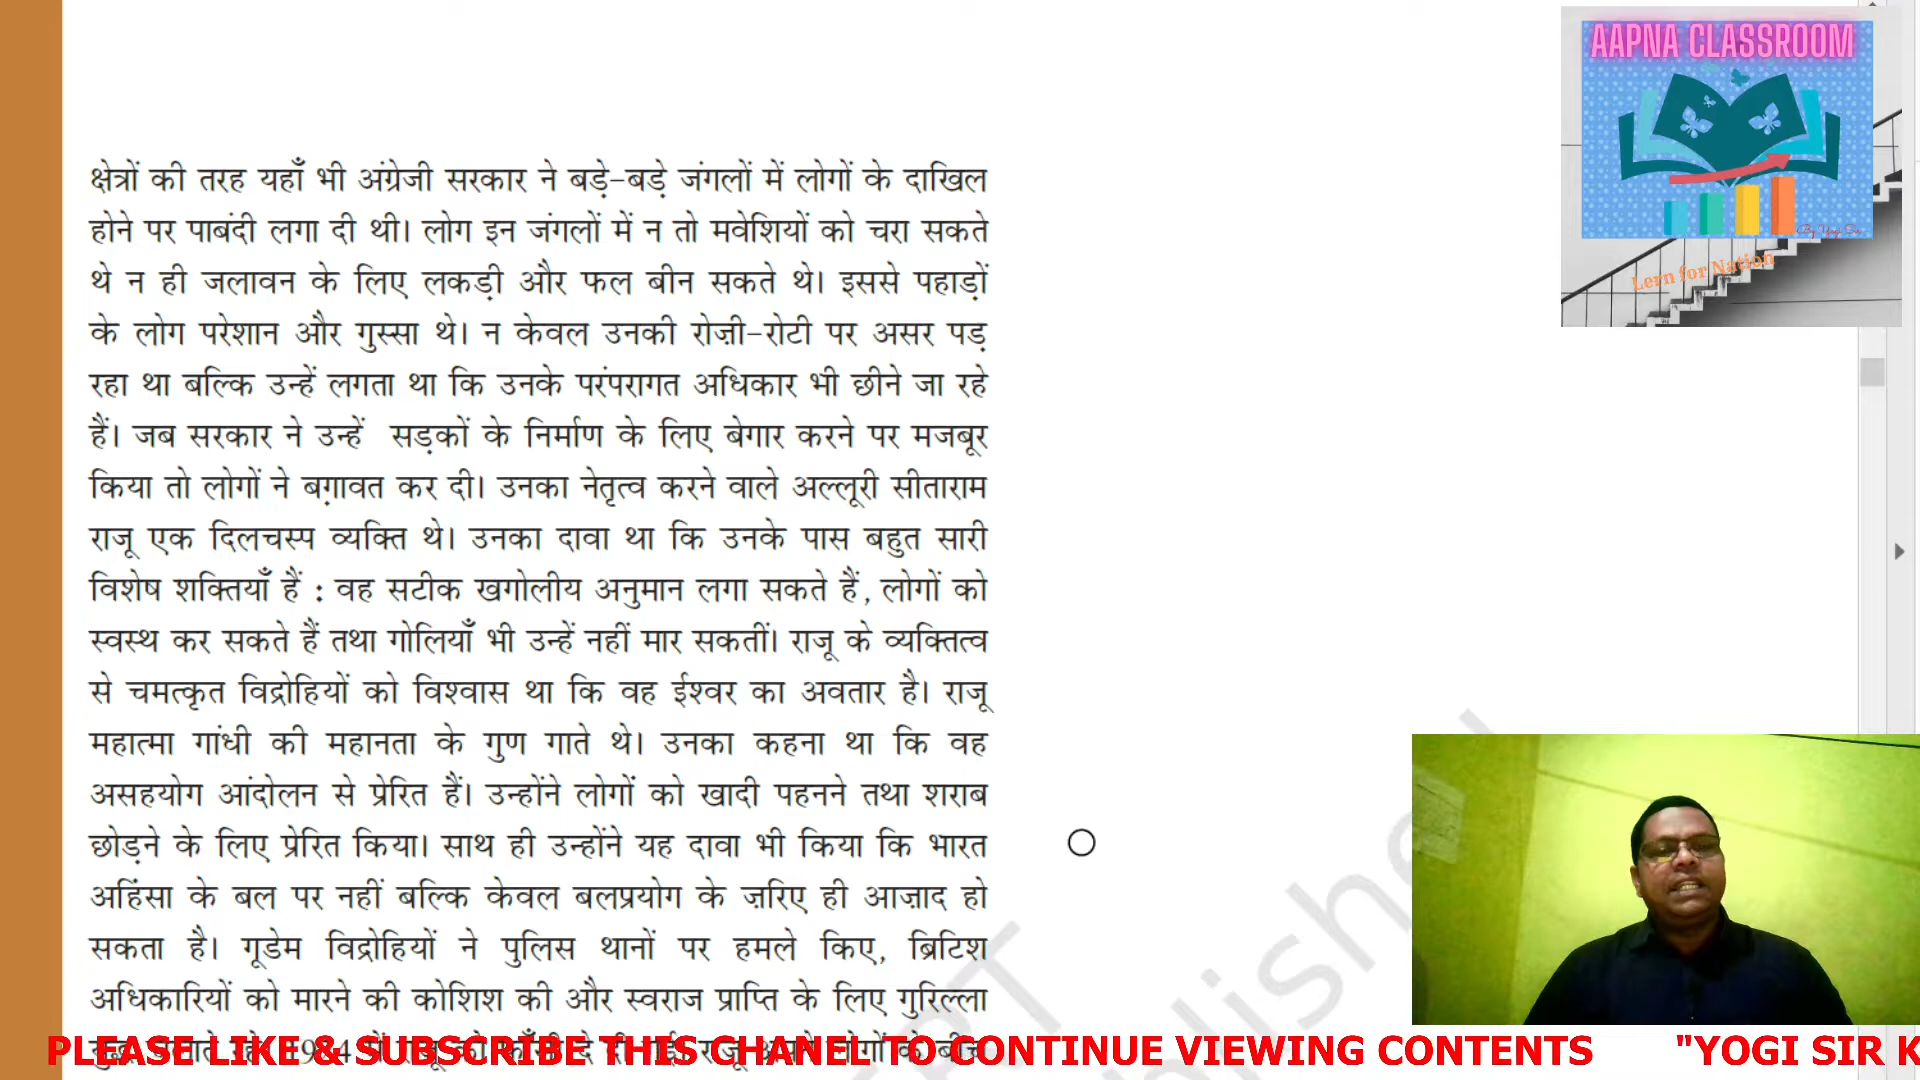 क्षेत्रों की तरह यहाँ भी अंग्रेजी सरकार ने बड़े-बड़े जंगलों में लोगों के दाखिल
होने पर पाबंदी लगा दी थी। लोग इन जंगलों में न तो मवेशियों को चरा सकते
थे न ही जलावन के लिए लकड़ी और फल बीन सकते थे। इससे पहाड़ों
के लोग परेशान और गुस्सा थे। न केवल उनकी रोज़ी-रोटी पर असर पड़
रहा था बल्कि उन्हें लगता था कि उनके परंपरागत अधिकार भी छीने जा रहे
हैं। जब सरकार ने उन्हें सड़कों के निर्माण के लिए बेगार करने पर मजबूर
किया तो लोगों ने बग़ावत कर दी। उनका नेतृत्व करने वाले अल्लूरी सीताराम
राजू एक दिलचस्प व्यक्ति थे। उनका दावा था कि उनके पास बहुत सारी
विशेष शक्तियाँ हैं : वह सटीक खगोलीय अनुमान लगा सकते हैं, लोगों को
स्वस्थ कर सकते हैं तथा गोलियाँ भी उन्हें नहीं मार सकतीं। राजू के व्यक्तित्व
से चमत्कृत विद्रोहियों को विश्वास था कि वह ईश्वर का अवतार है। राजू
महात्मा गांधी की महानता के गुण गाते थे। उनका कहना था कि वह
असहयोग आंदोलन से प्रेरित हैं। उन्होंने लोगों को खादी पहनने तथा शराब
छोड़ने के लिए प्रेरित किया। साथ ही उन्होंने यह दावा भी किया कि भारत
अहिंसा के बल पर नहीं बल्कि केवल बलप्रयोग के ज़रिए ही आज़ाद हो
सकता है। गूडेम विद्रोहियों ने पुलिस थानों पर हमले किए, ब्रिटिश
अधिकारियों को मारने की कोशिश की और स्वराज प्राप्ति के लिए गुरिल्ला
AAPNA CLASSROOM
By Yogi Sir
Lern for Nation
PLEASE LIKE & SUBSCRIBE THIS CHANEL TO CONTINUE VIEWING CONTENTS "YOGI SIR K